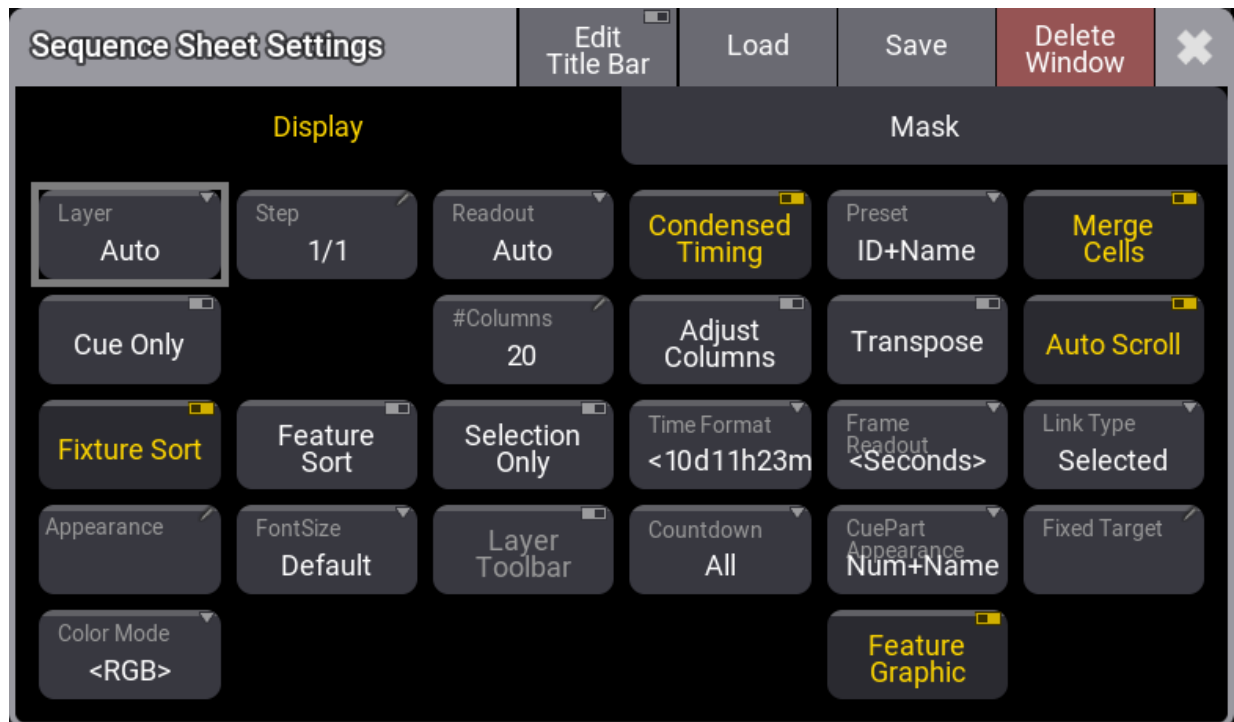 Sequence Sheet Settings
Edit
Title Bar
Load
Save
Delete
Window
Display
Mask
Layer
Auto
Step
1/1
Readout
Auto
Condensed
Timing
Preset
ID+Name
Merge
Cells
Cue Only
#Columns
20
Adjust
Columns
Transpose
Auto Scroll
Fixture Sort
Feature
Sort
Selection
Only
Time Format
<10d11h23m
Frame
Readout
<Seconds>
Link Type
Selected
Appearance
FontSize
Default
Layer
Toolbar
Countdown
All
CuePart
Appearance
Num+Name
Fixed Target
Color Mode
<RGB>
Feature
Graphic